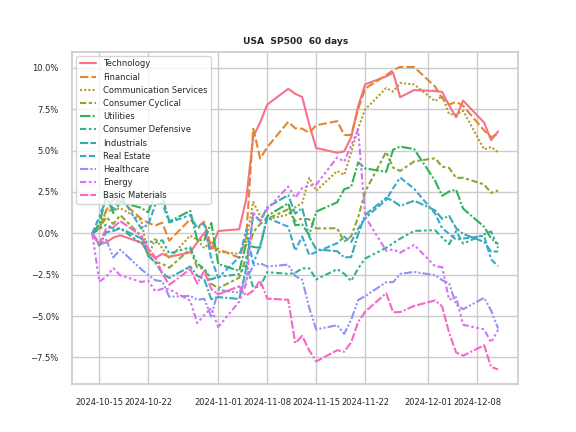 USA SP500 60 days
10.0%
7.5%
5.0%
2.5%
0.0%
−2.5%
−5.0%
−7.5%
Technology
Financial
Communication Services
Consumer Cyclical
Utilities
Consumer Defensive
Industrials
Real Estate
Healthcare
Energy
Basic Materials
2024-10-15 2024-10-22 2024-11-01 2024-11-08 2024-11-15 2024-11-22 2024-12-01 2024-12-08